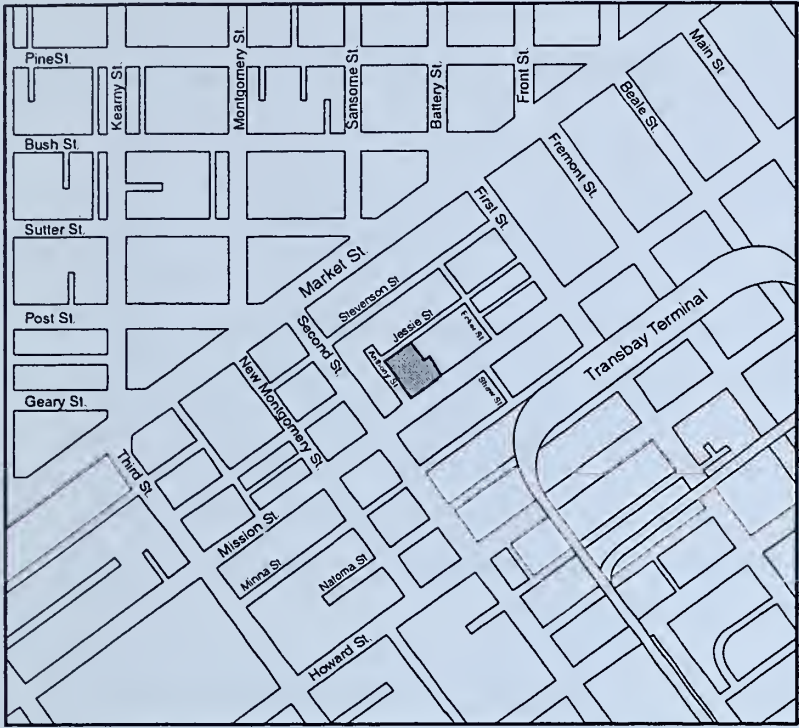 PineSt.
Kearny St.
Montgomery St.
Sansome St.
Battery St.
Front St.
Main St
Beale St.
Bush St.
Fremont St.
First St.
Sutter St.
Market St.
Stevenson St
Jessie St
Ecker St
Post St.
Second St.
Anthony St
Transbay Terminal
Shaw St
New Montgomery St.
Geary St.
Third St.
Mission St.
Minna St
Natoma St
Howard St.